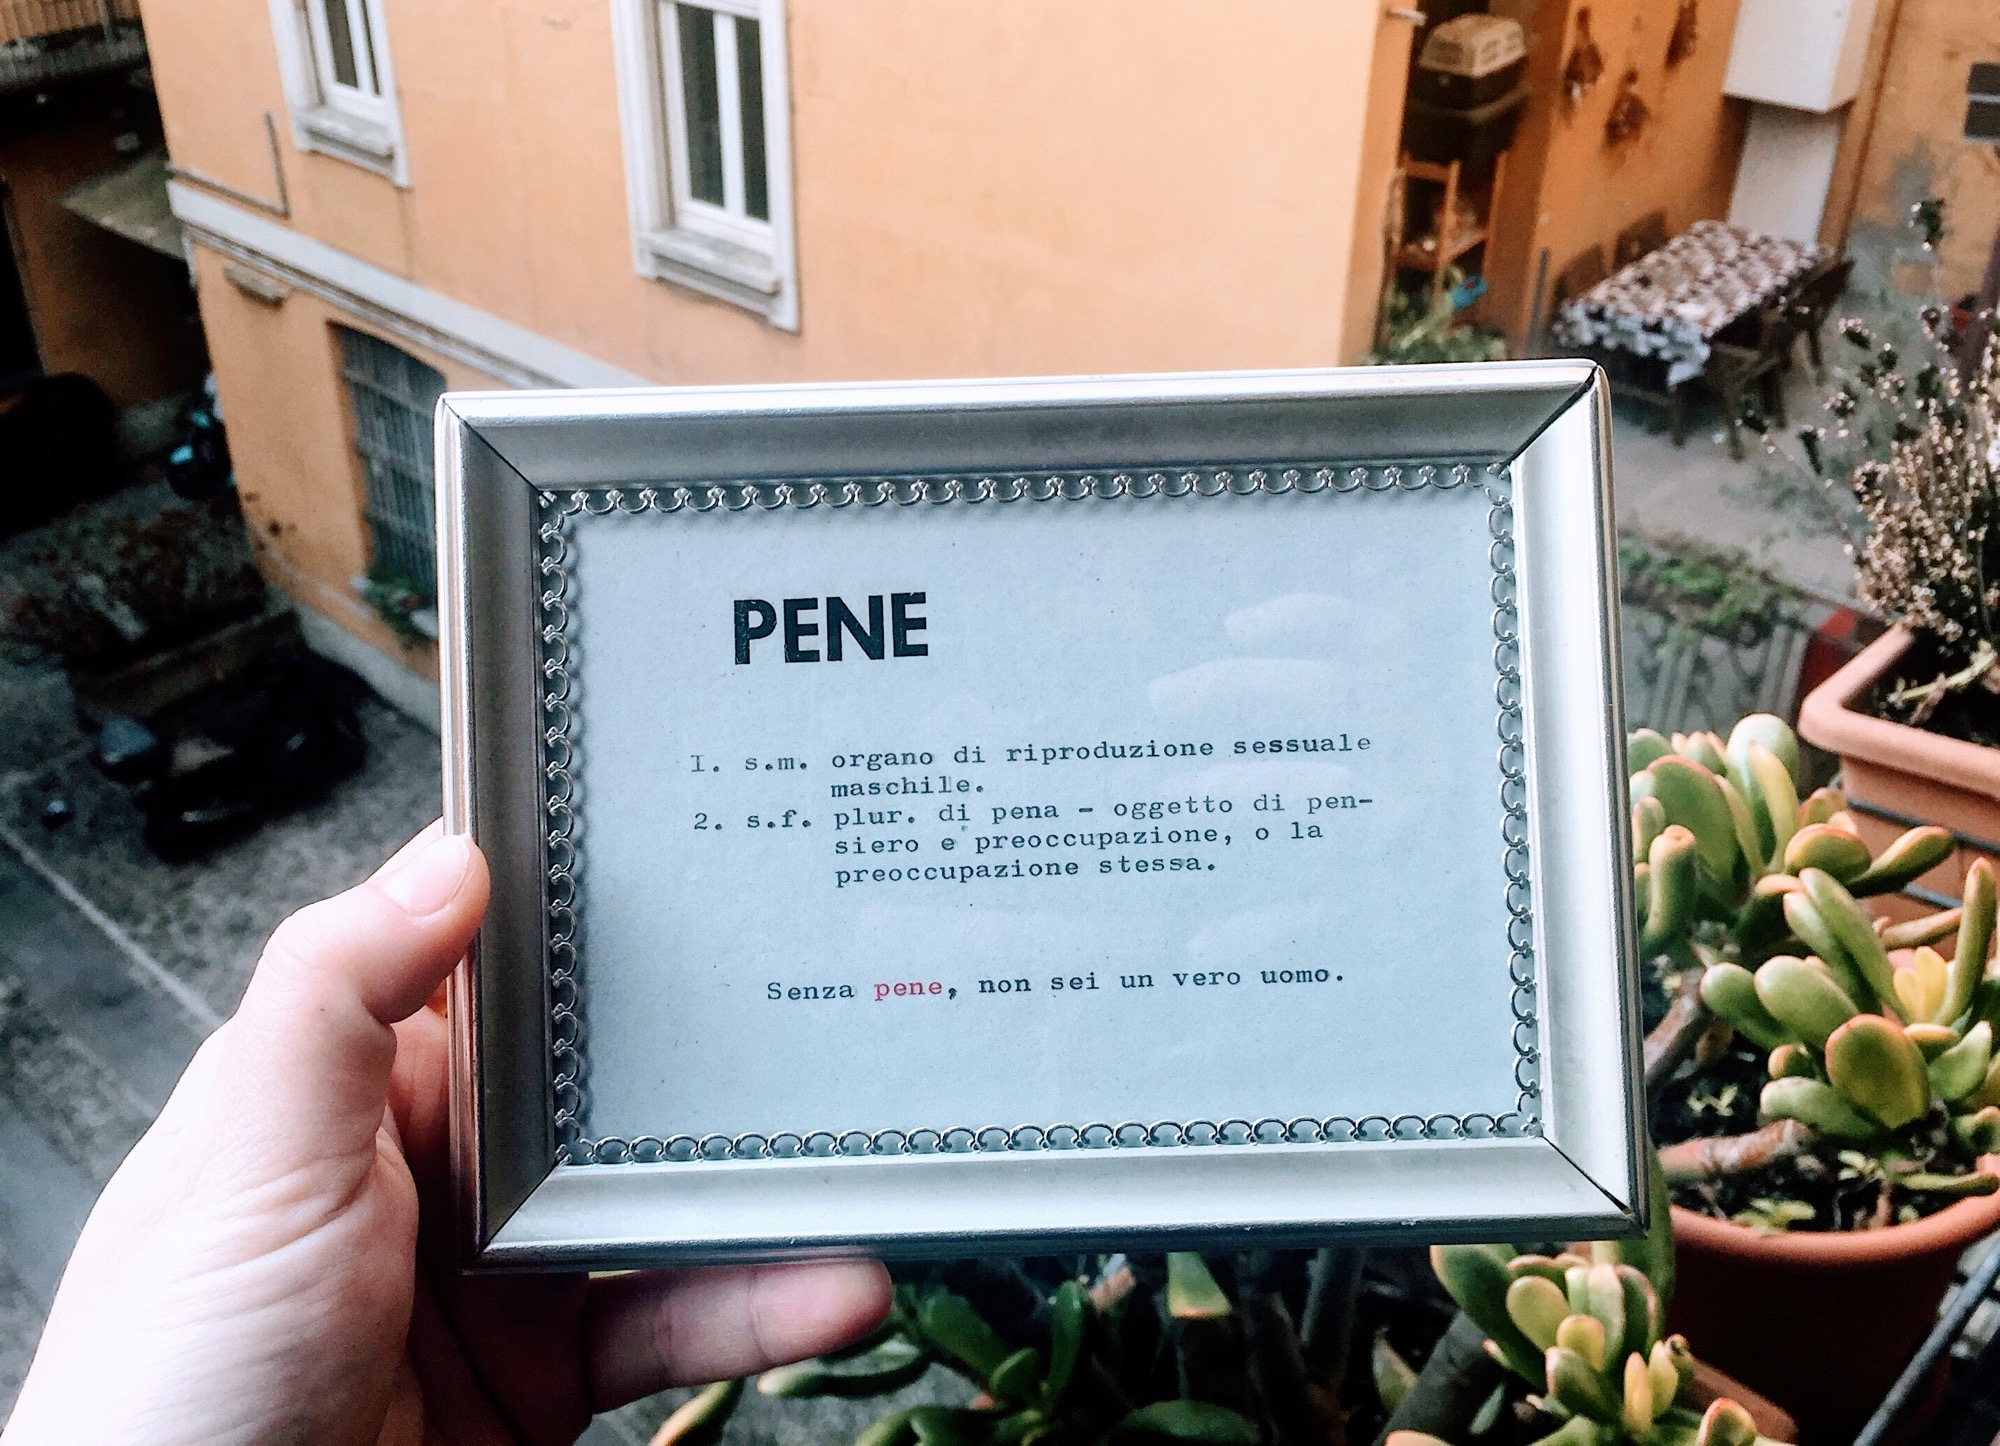 PENE
1. s.m. organo di riproduzione sessuale
maschile.
2. s.f. plur. di pena - oggetto di pen-
siero e preoccupazione, o la
preoccupazione stessa.
Senza pene, non sei un vero uomo.